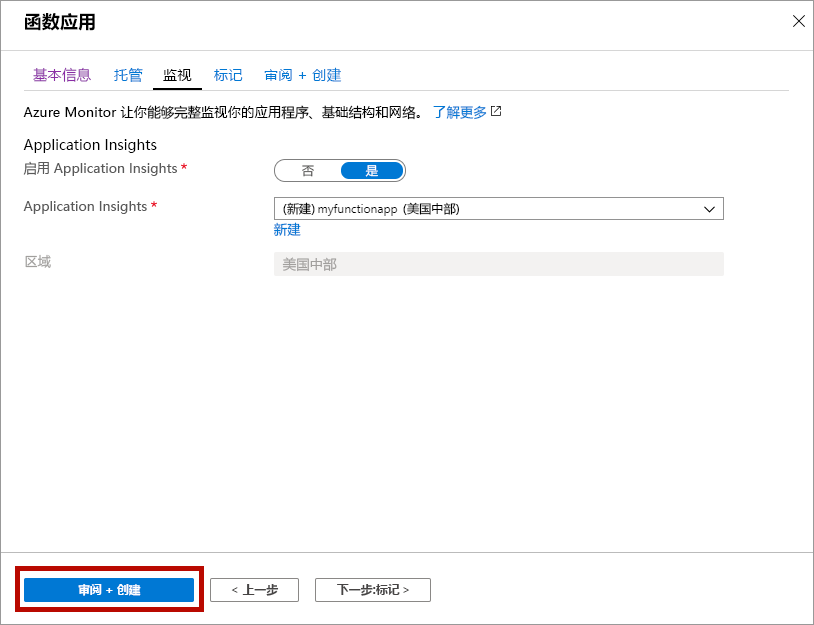 函数应用
基本信息 托管 监视 标记 审阅 + 创建
Azure Monitor 让你能够完整监视你的应用程序、基础结构和网络。 了解更多
Application Insights
启用 Application Insights * 否 是
Application Insights * (新建) myfunctionapp (美国中部)
新建
区域 美国中部
审阅 + 创建 < 上一步 下一步:标记 >